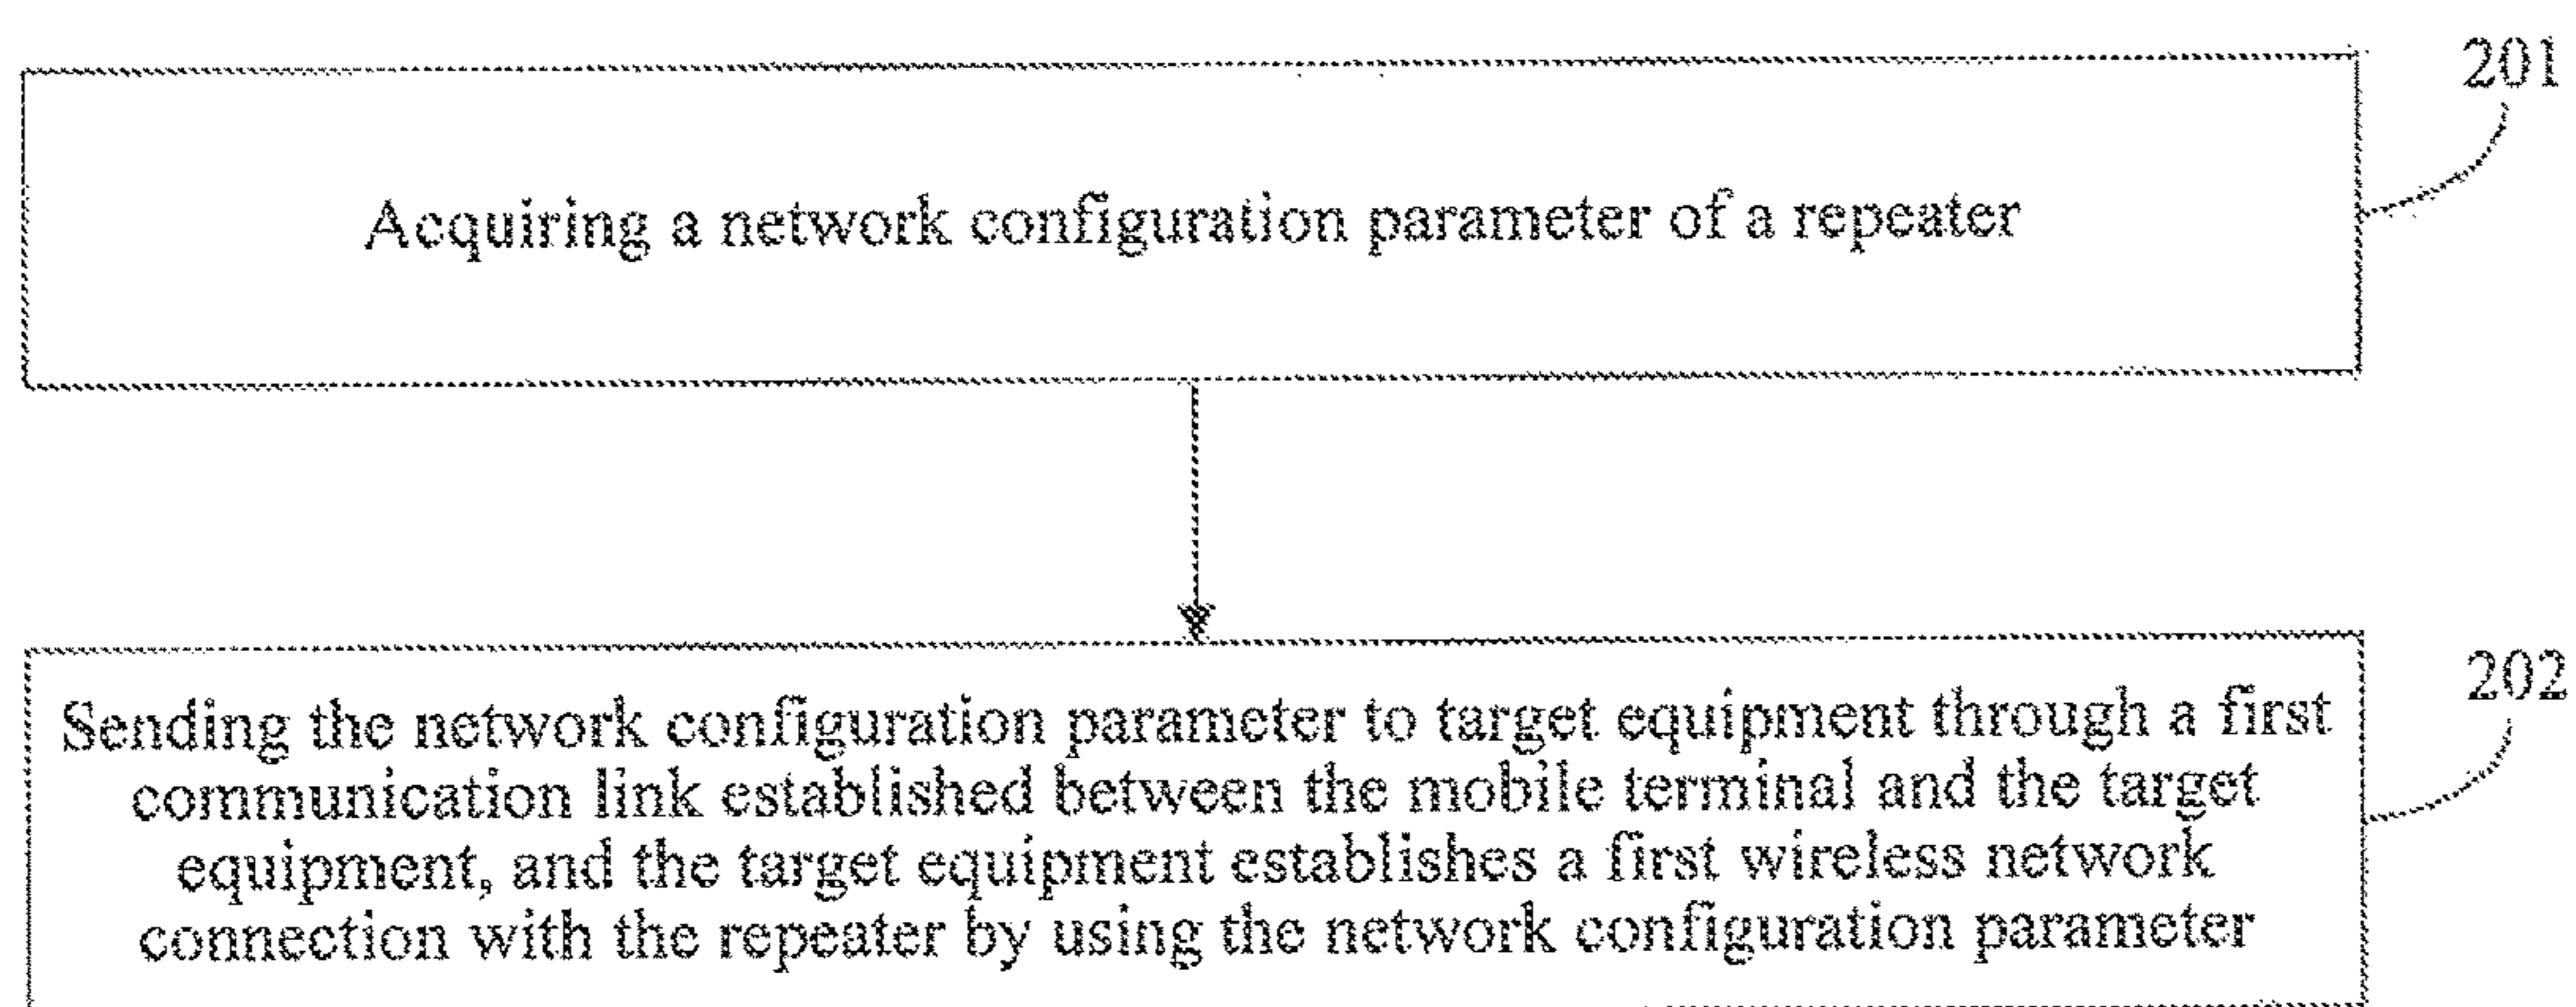 201
Acquiring a network configuration parameter of a repeater
202
Sending the network configuration parameter to target equipment through a first
communication link established between the mobile terminal and the target
equipment, and the target equipment establishes a first wireless network
connection with the repeater by using the network configuration parameter